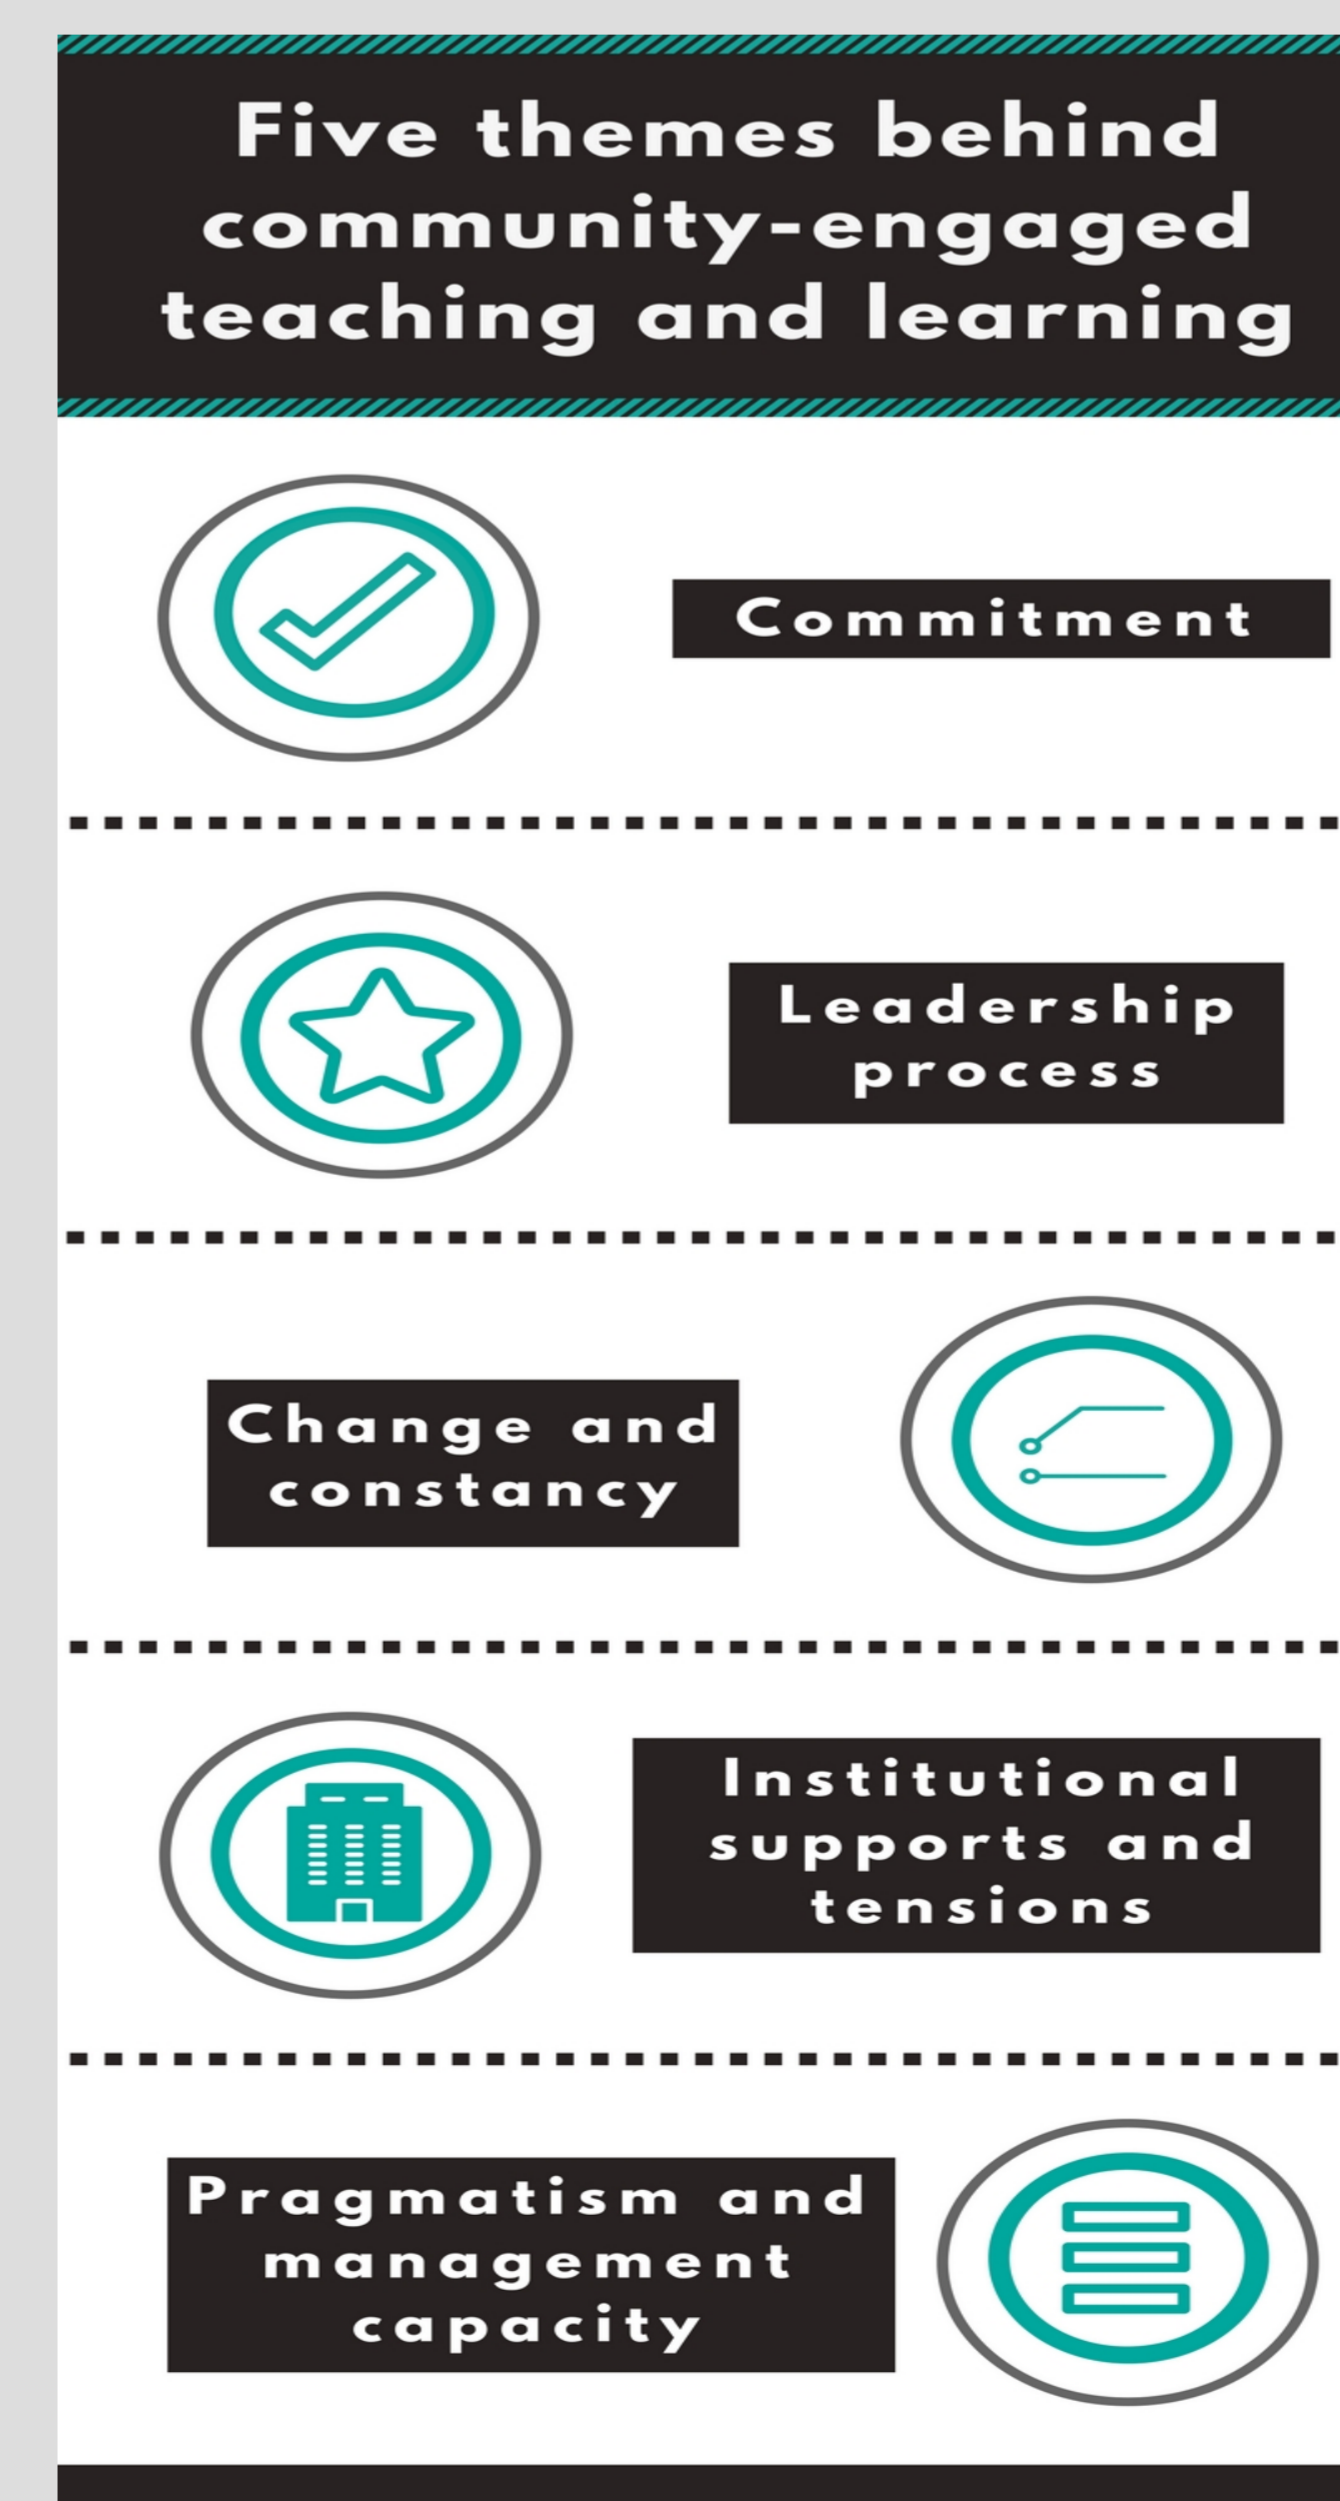 Five themes behind
community-engaged
teaching and learning
Commitment
Leadership
process
Change and
constancy
Institutional
supports and
tensions
Pragmatism and
management
capacity